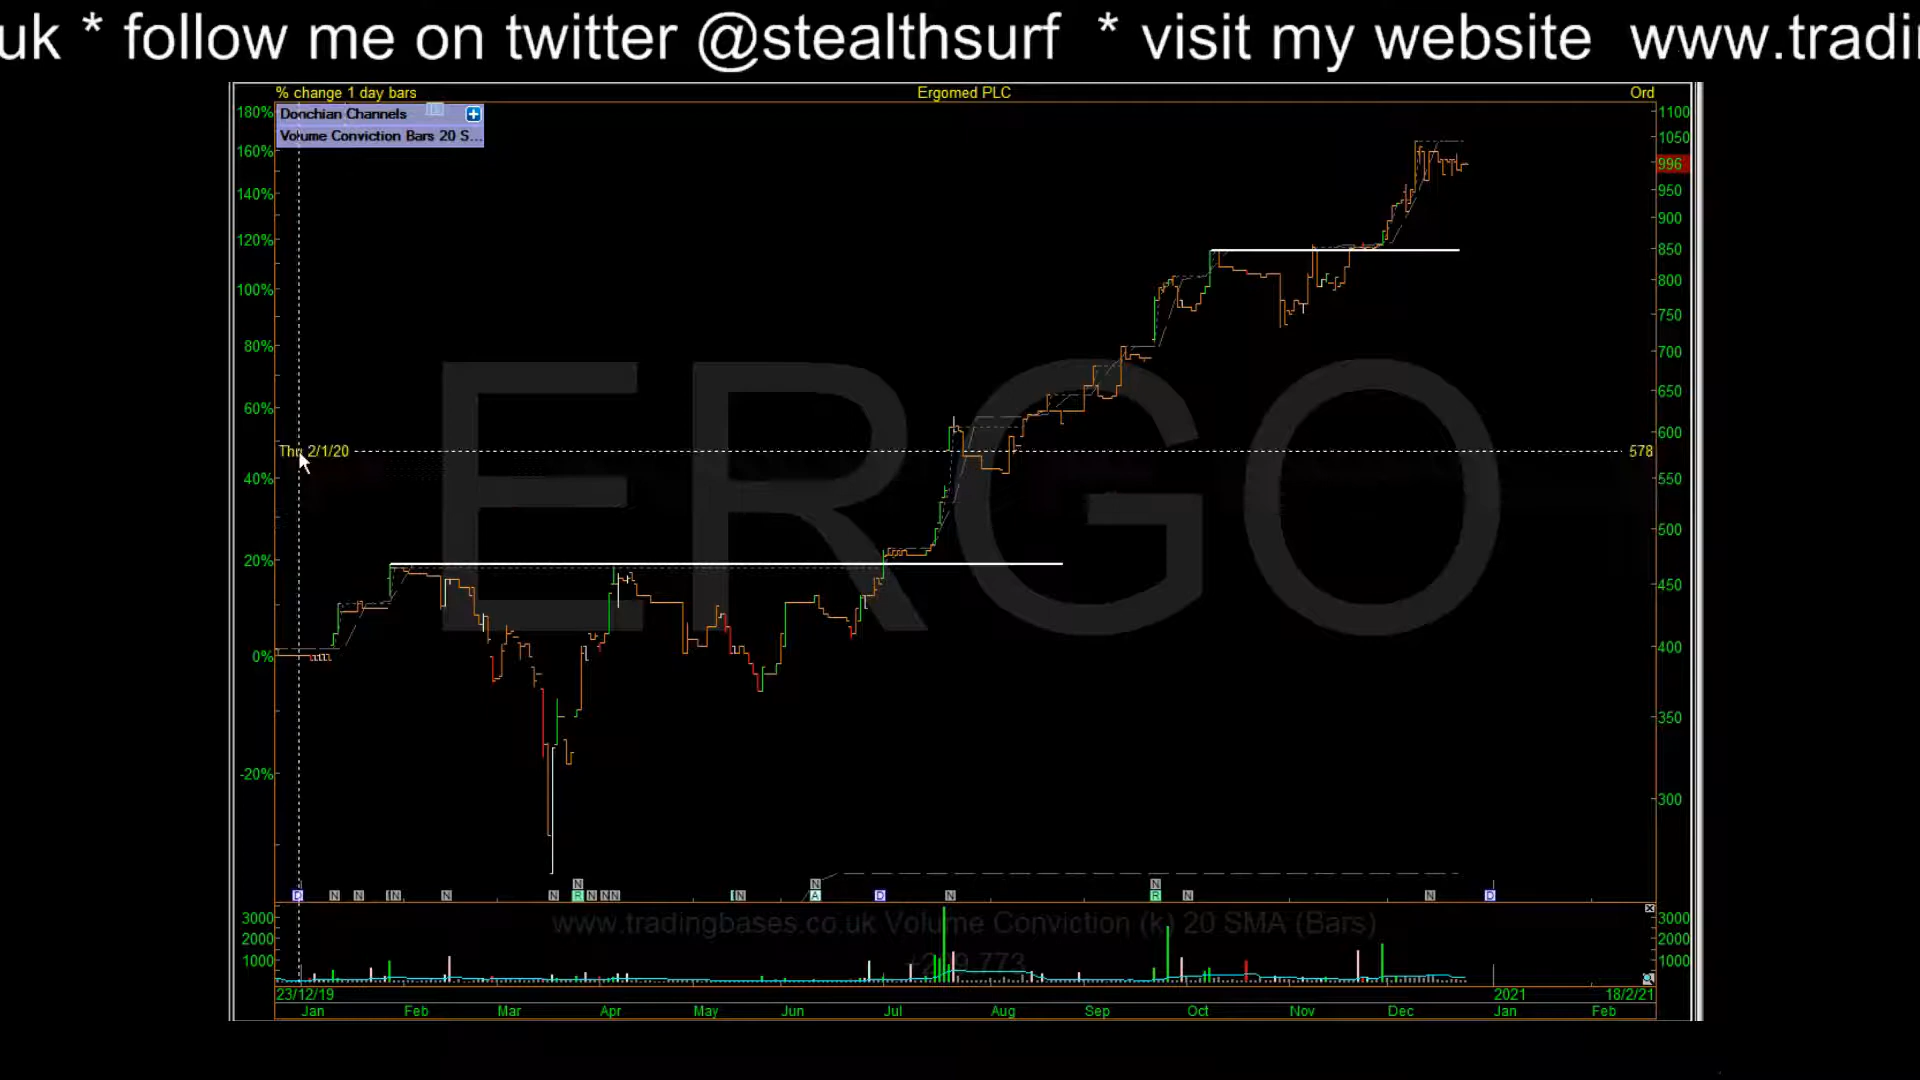 uk * follow me on twitter @stealthsurf * visit my website www.tradi
% change 1 day bars Ergomed PLC Ord
Donchian Channels
Volume Conviction Bars 20 S...
180% 1100
160% 1050
996
140% 950
900
120% 850
100% 800
750
80% 700
650
60% 600
Thu 2/1/20 578
40% 550
500
20% 450
0% 400
350
-20% 300
ERGO
N N A N
D N N N N N N R N N N N A D N R N N D
www.tradingbases.co.uk Volume Conviction (k) 20 SMA (Bars)
3000 3000
2000 2000
1000 1000
23/12/19 2021 18/2/21
Jan Feb Mar Apr May Jun Jul Aug Sep Oct Nov Dec Jan Feb